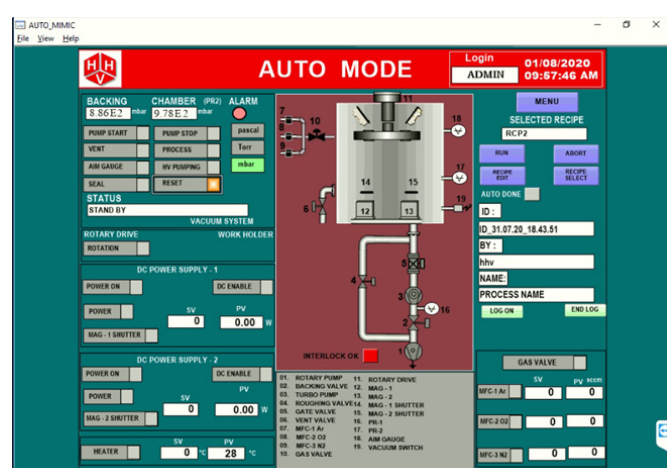 AUTO_MIMIC
File View Help
HHV
AUTO MODE
Login
ADMIN
01/08/2020
09:57:46 AM
BACKING
8.86E2 mbar
CHAMBER (PR2)
9.78E2 mbar
ALARM
PUMP START
PUMP STOP
pascal
VENT
PROCESS
Torr
AIM GAUGE
HV PUMPING
mbar
SEAL
RESET
STATUS
STAND BY
VACUUM SYSTEM
ROTARY DRIVE
WORK HOLDER
ROTATION
DC POWER SUPPLY - 1
POWER ON
DC ENABLE
POWER
SV
0
PV
0.00 W
MAG - 1 SHUTTER
DC POWER SUPPLY - 2
POWER ON
DC ENABLE
POWER
SV
0
PV
0.00 W
MAG - 2 SHUTTER
HEATER
SV
0 °C
PV
28 °C
7
8
9
10
11
18
17
19
14
15
12
13
6
5
4
3
16
2
1
INTERLOCK OK
01. ROTARY PUMP
02. BACKING VALVE
03. TURBO PUMP
04. ROUGHING VALVE
05. GATE VALVE
06. VENT VALVE
07. MFC-1 Ar
08. MFC-2 O2
09. MFC-3 N2
10. GAS VALVE
11. ROTARY DRIVE
12. MAG - 1
13. MAG - 2
14. MAG - 1 SHUTTER
15. MAG - 2 SHUTTER
16. PR-1
17. PR-2
18. AIM GAUGE
19. VACUUM SWITCH
MENU
SELECTED RECIPE
RCP2
RUN
ABORT
RECIPE EDIT
RECIPE SELECT
AUTO DONE
ID :
ID_31.07.20_18.43.51
BY :
hhv
NAME:
PROCESS NAME
LOG ON
END LOG
GAS VALVE
SV
PV sccm
MFC-1 Ar
0
0
MFC-2 O2
0
0
MFC-3 N2
0
0